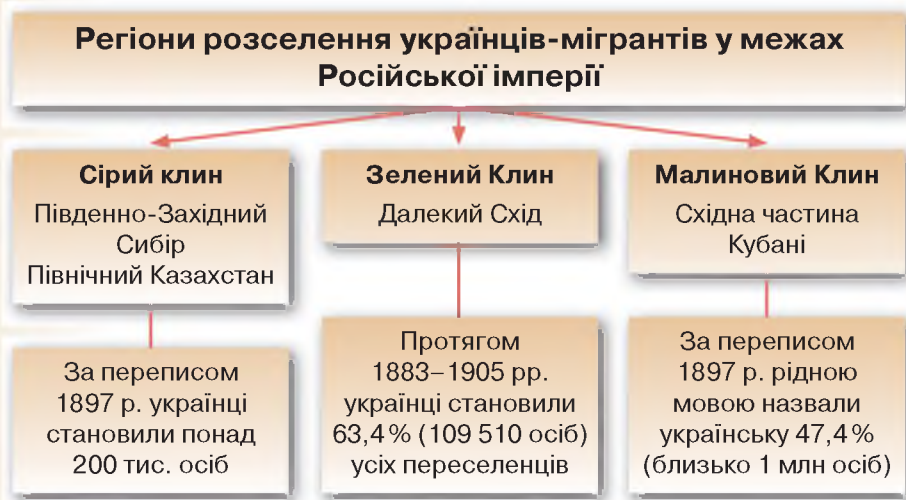 Регіони розселення українців-мігрантів у межах
Російської імперії
Сірий клин
Південно-Західний
Сибір
Північний Казахстан
Зелений Клин
Далекий Схід
Малиновий Клин
Східна частина
Кубані
За переписом
1897 р. українці
становили понад
200 тис. осіб
Протягом
1883–1905 рр.
українці становили
63,4% (109 510 осіб)
усіх переселенців
За переписом
1897 р. рідною
мовою назвали
українську 47,4%
(близько 1 млн осіб)